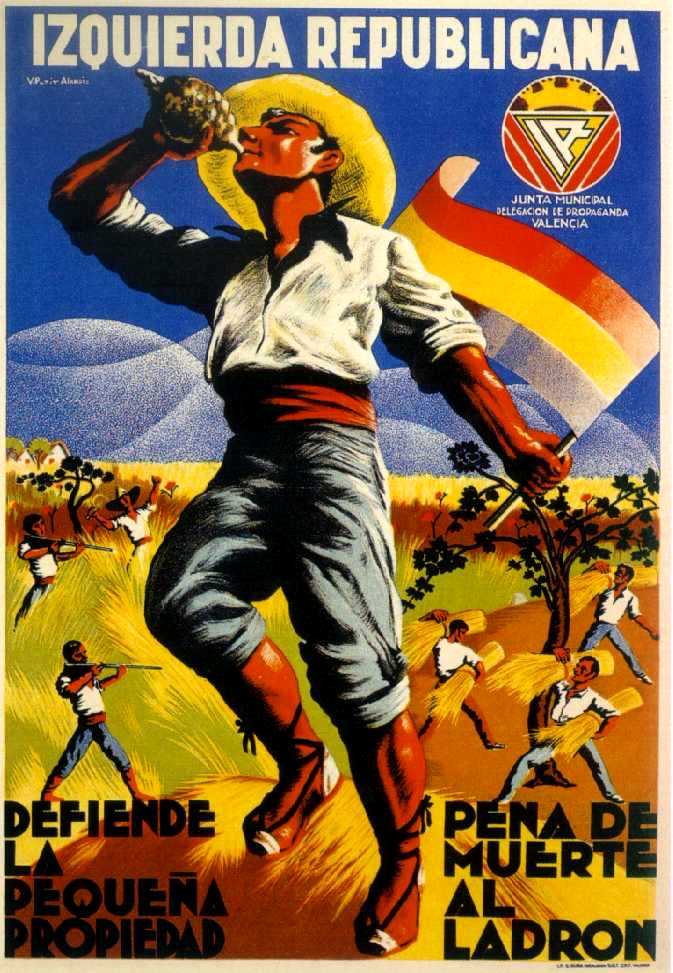 IZQUIERDA REPUBLICANA
JUNTA MUNICIPAL
DELEGACION DE PROPAGANDA
VALENCIA
DEFIENDE
LA
PEQUEÑA
PROPIEDAD
PENA DE
MUERTE
AL
LADRON